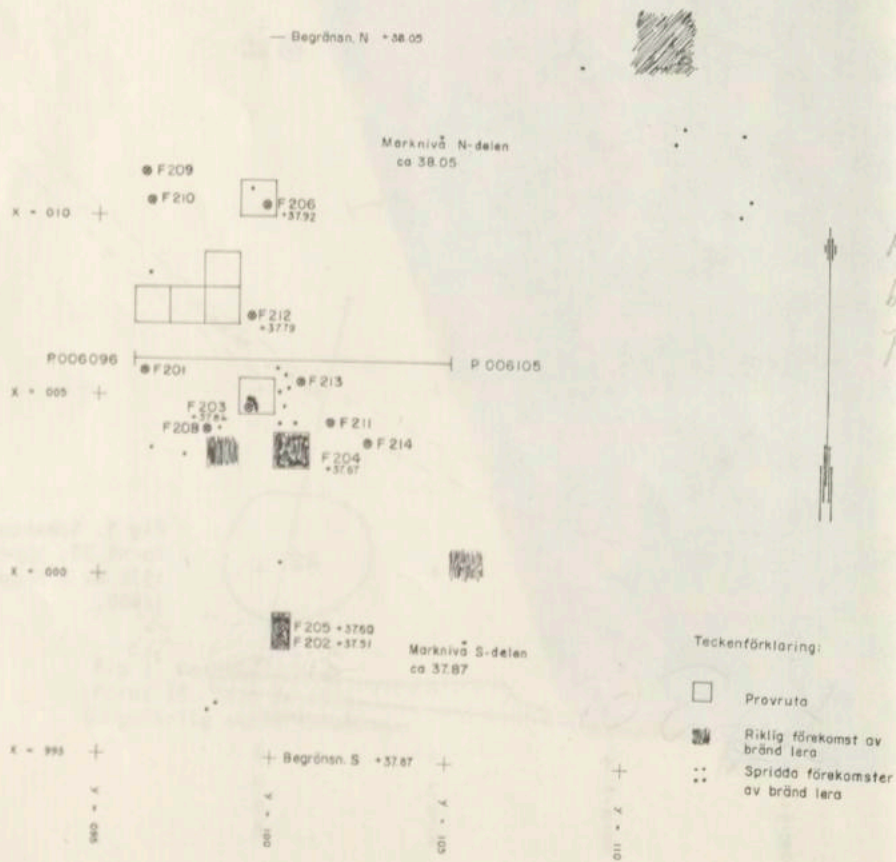 Begränsn. N +38.05
Marknivå N-delen
ca 38.05
F209
F210
X = 010
F206
+37.92
F212
+37.79
P.006096
P 006105
F201
X = 005
F213
F203
+37.84
F208
F211
F214
F204
+37.67
X = 000
F205 +37.60
F202 +37.51
Marknivå S-delen
ca 37.87
Teckenförklaring:
Provruta
Riklig förekomst av
bränd lera
Spridda förekomster
av bränd lera
X = 995
Begränsn. S +37.87
Y = 095
Y = 100
Y = 105
Y = 110